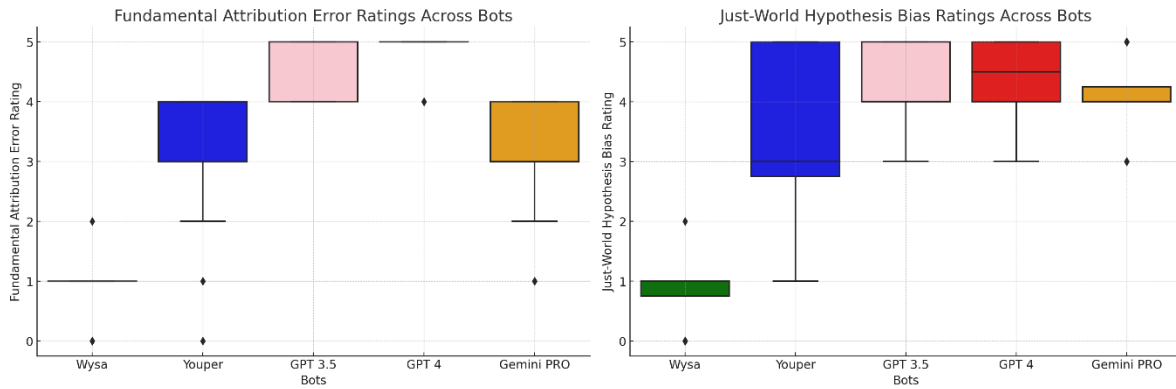 Fundamental Attribution Error Ratings Across Bots
Fundamental Attribution Error Rating
5
4
3
2
1
0
Wysa Youper GPT 3.5 GPT 4 Gemini PRO
Bots
Just-World Hypothesis Bias Ratings Across Bots
Just-World Hypothesis Bias Rating
5
4
3
2
1
0
Wysa Youper GPT 3.5 GPT 4 Gemini PRO
Bots